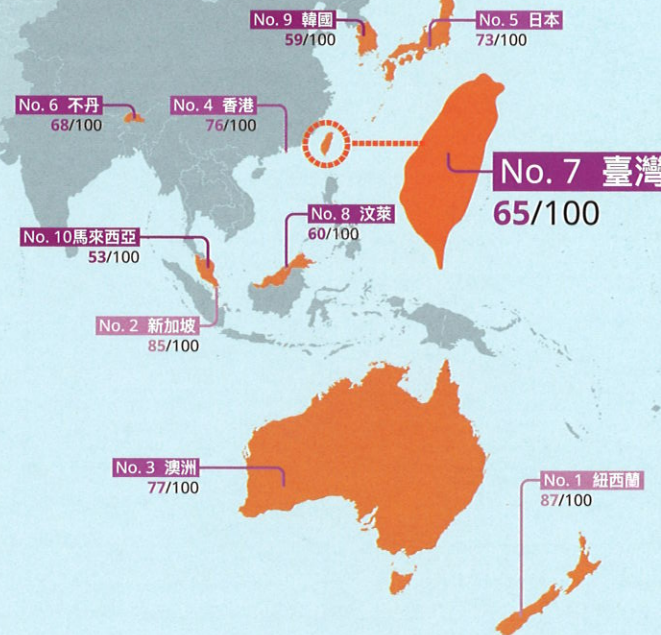 No. 9 韓國
59/100
No. 5 日本
73/100
No. 6 不丹
68/100
No. 4 香港
76/100
No. 7 臺灣
65/100
No. 8 汶萊
60/100
No. 10馬來西亞
53/100
No. 2 新加坡
85/100
No. 3 澳洲
77/100
No. 1 紐西蘭
87/100